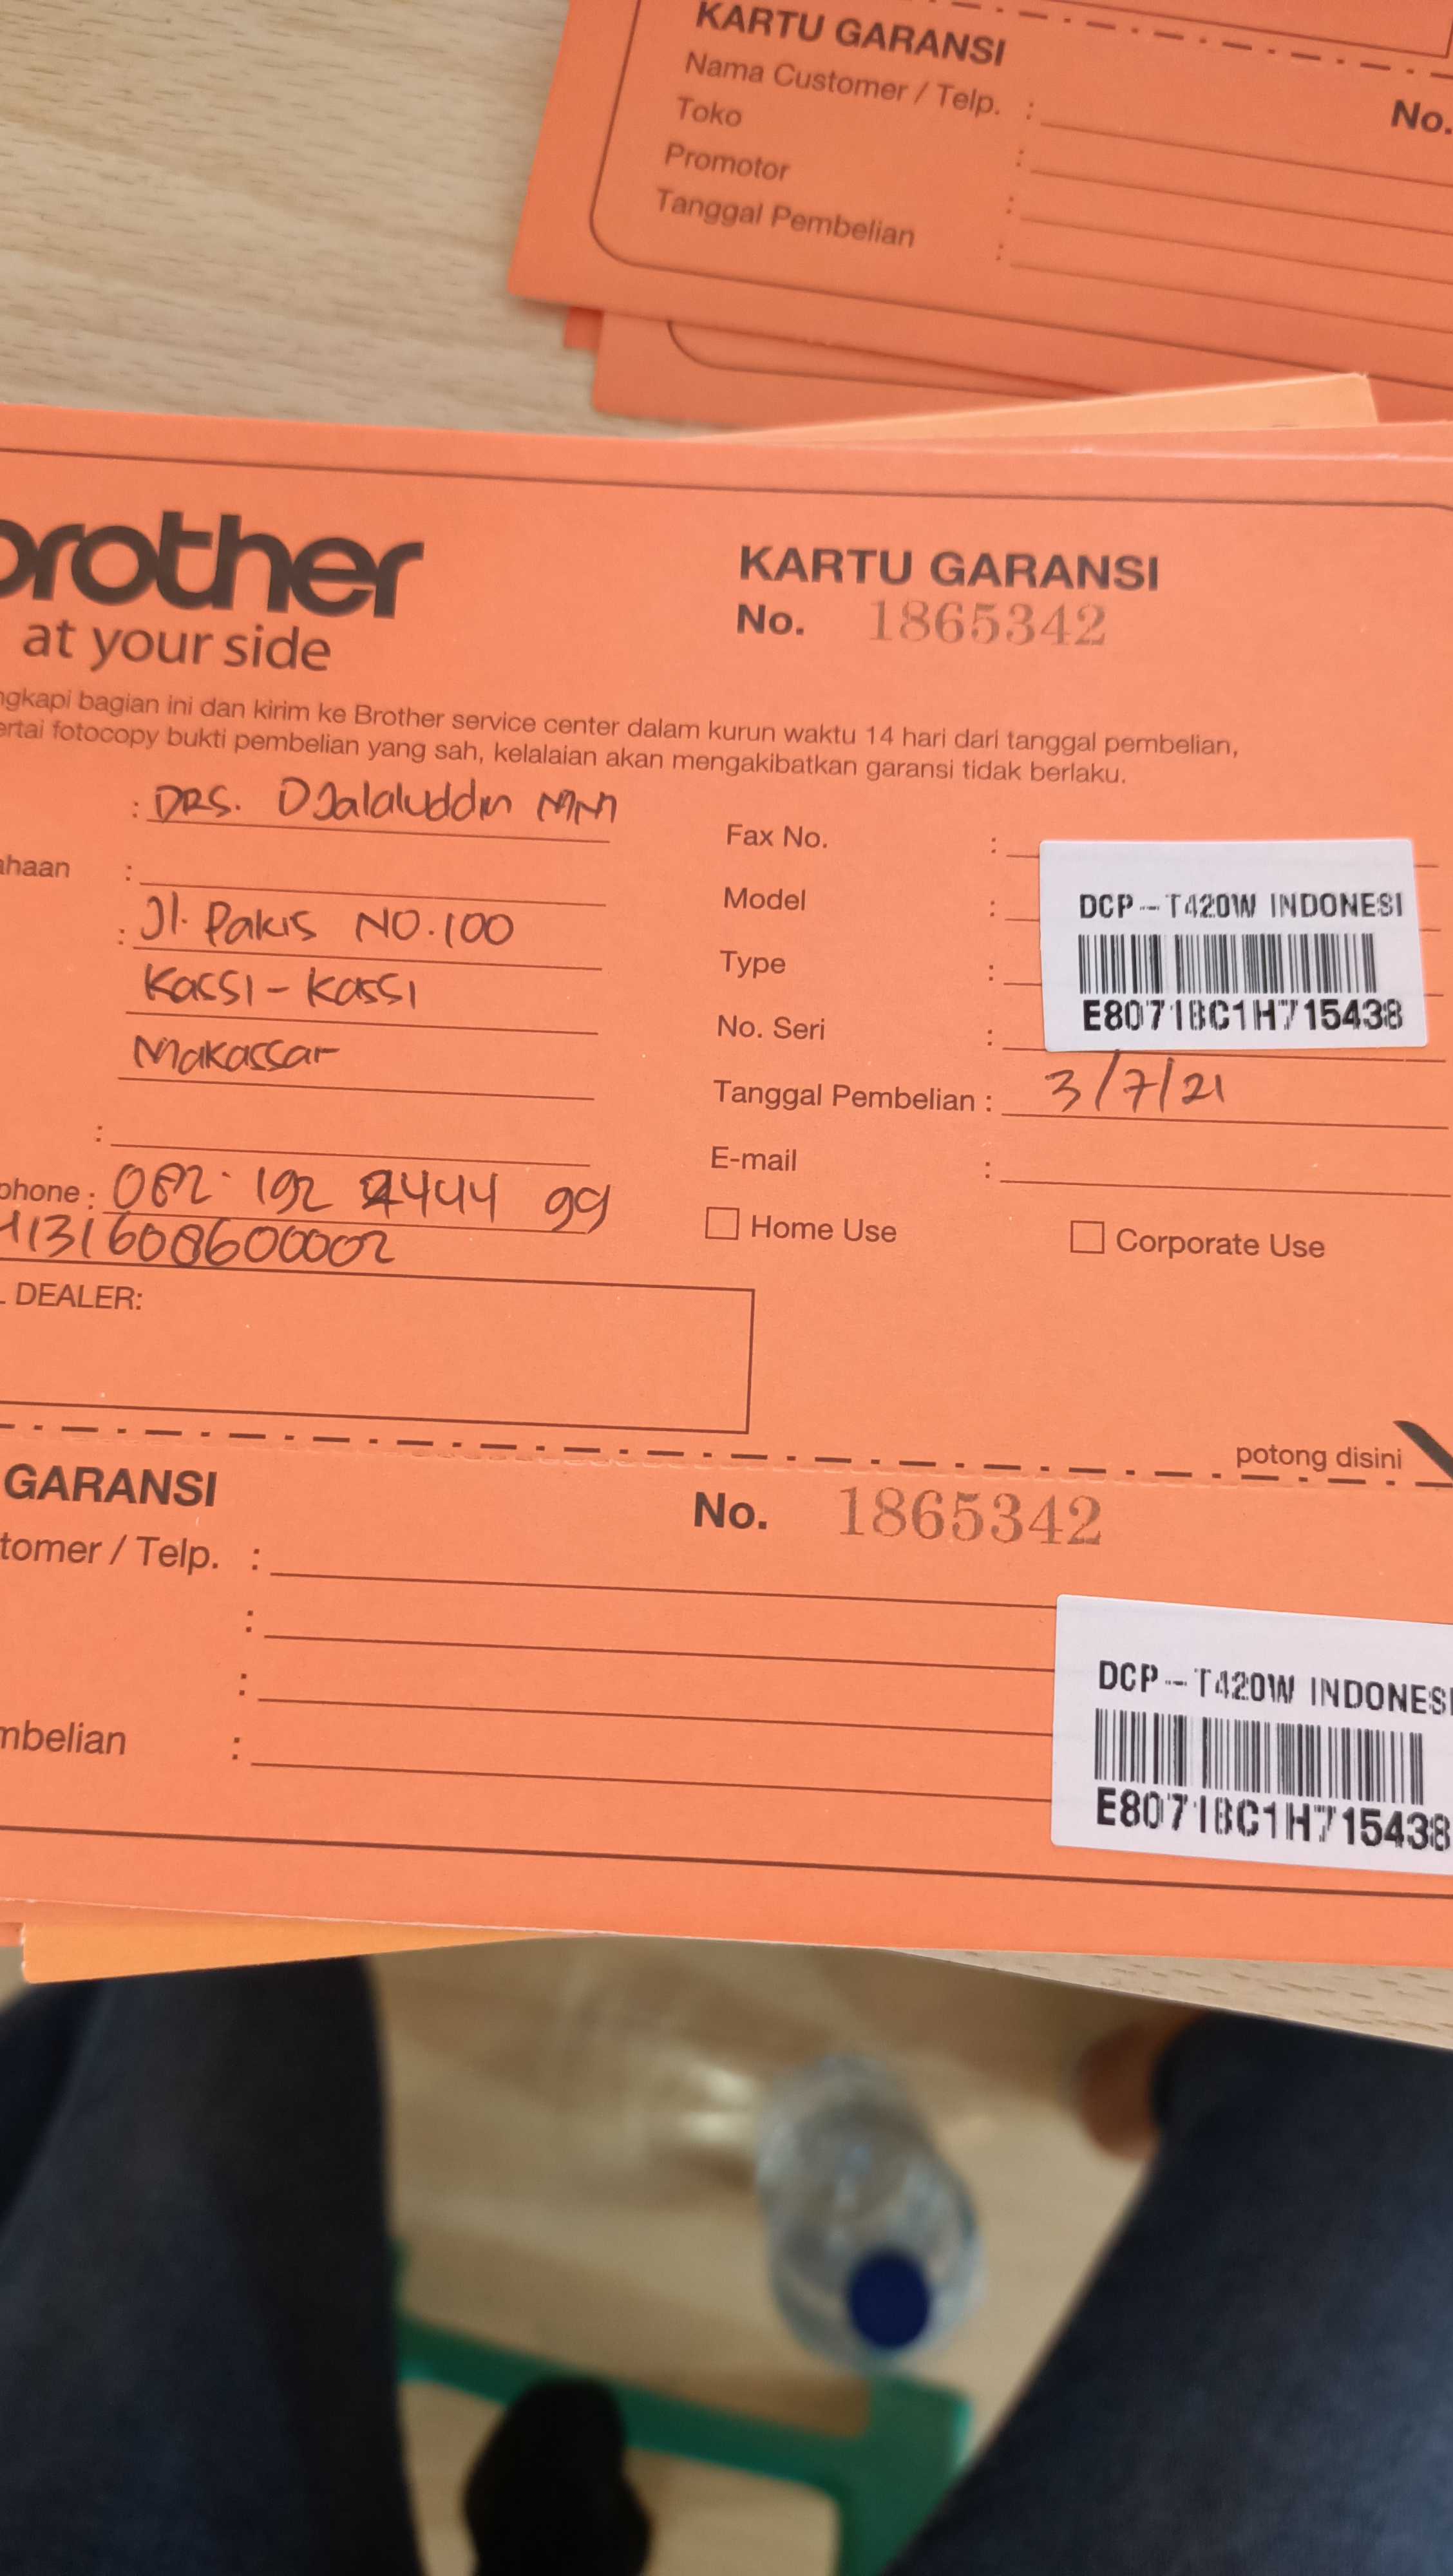 KARTU GARANSI
Nama Customer / Telp. :
No.
Toko :
Promotor :
Tanggal Pembelian :
brother
at your side
KARTU GARANSI
No. 1865342
ngkapi bagian ini dan kirim ke Brother service center dalam kurun waktu 14 hari dari tanggal pembelian,
ertai fotocopy bukti pembelian yang sah, kelalaian akan mengakibatkan garansi tidak berlaku.
: DRS. DJalaluddin MM
ahaan :
: Jl. Pakis NO.100
Kassi-Kassi
Makassar
:
phone : 082 192 4444 99
131608600002
Fax No. :
Model :
Type :
No. Seri :
DCP-T420W INDONESI
E80718C1H715438
Tanggal Pembelian : 3/7/21
E-mail :
Home Use
Corporate Use
. DEALER:
potong disini
GARANSI
No. 1865342
tomer / Telp. :
:
:
mbelian :
DCP-T420W INDONESI
E80718C1H715438